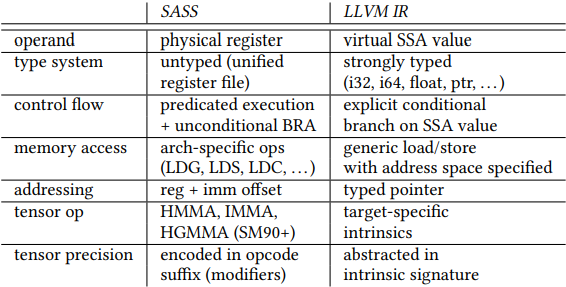 SASS LLVM IR
operand physical register virtual SSA value
type system untyped (unified strongly typed
register file) (i32, i64, float, ptr, …)
control flow predicated execution explicit conditional
+ unconditional BRA branch on SSA value
memory access arch-specific ops generic load/store
(LDG, LDS, LDC, …) with address space specified
addressing reg + imm offset typed pointer
tensor op HMMA, IMMA, target-specific
HGMMA (SM90+) intrinsics
tensor precision encoded in opcode abstracted in
suffix (modifiers) intrinsic signature